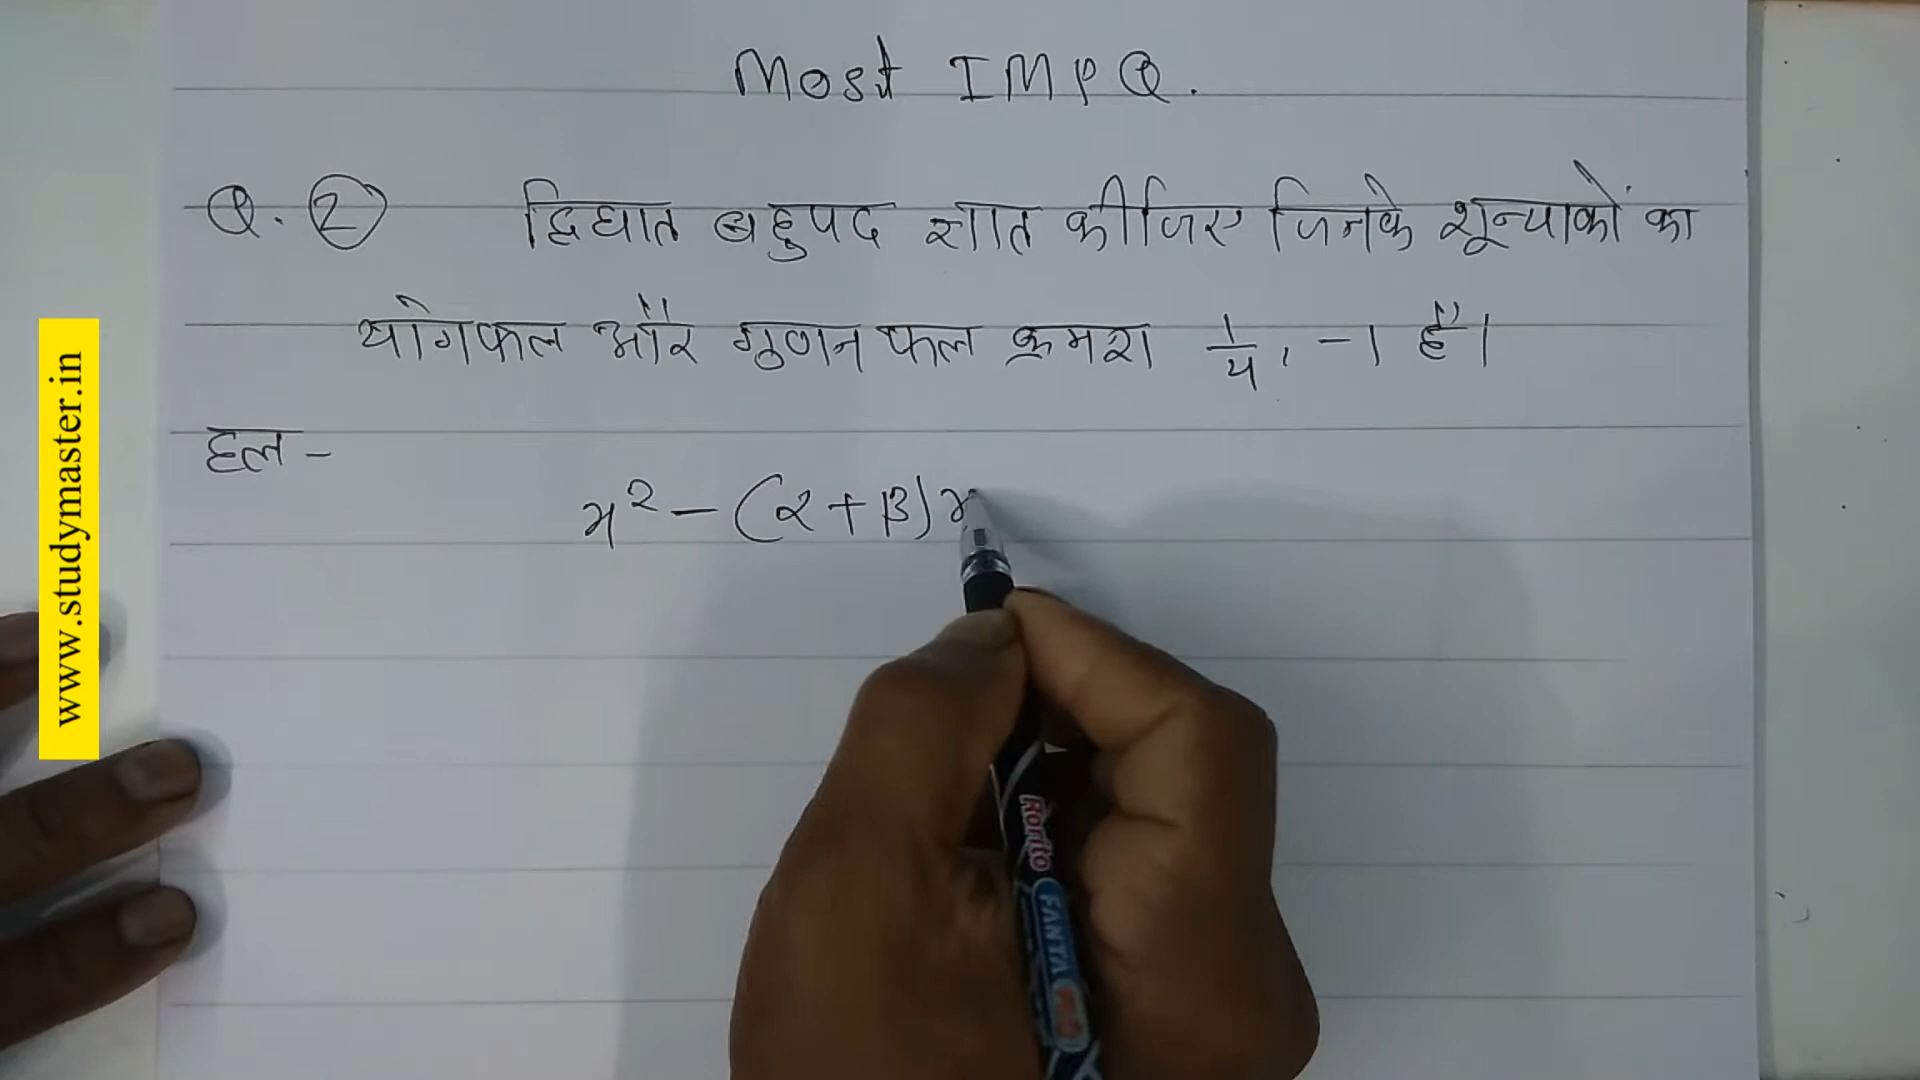 Most IMP Q.
Q. 2 द्विघात बहुपद ज्ञात कीजिए जिनके शून्याकों का
योगफल और गुणनफल क्रमश 1/4, -1 है।
हल-
x² - (α+β)x
www.studymaster.in
Rorito
FANTA